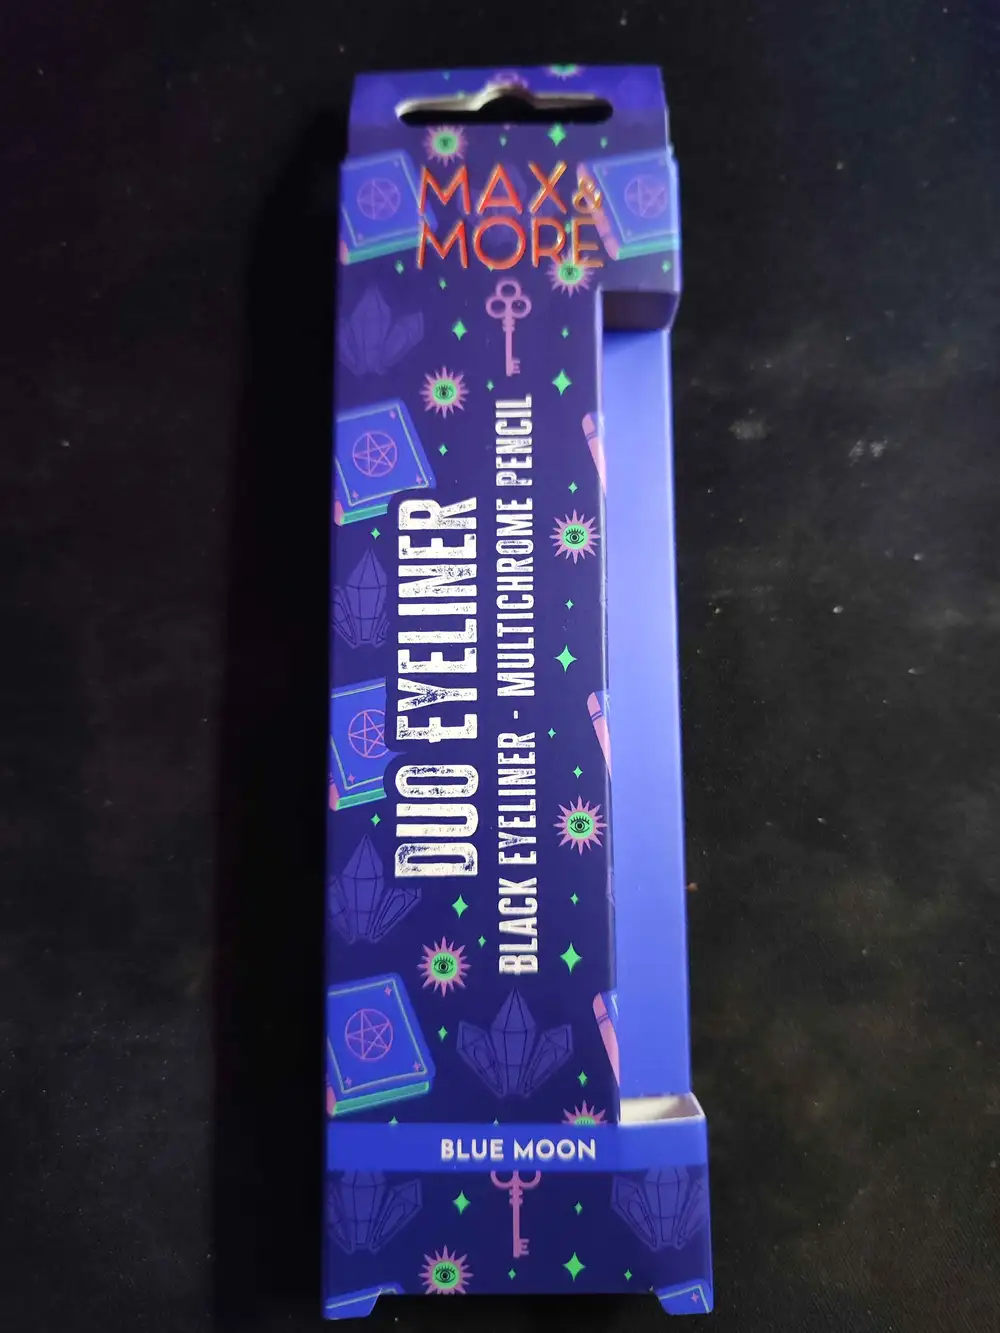 MAX &
MORE
DUO EYELINER
BLACK EYELINER - MULTICHROME PENCIL
BLUE MOON